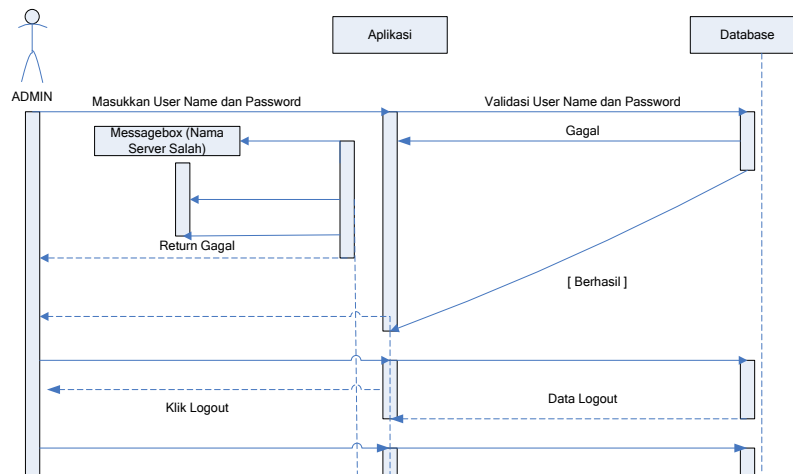 Aplikasi
Database
ADMIN
Masukkan User Name dan Password
Validasi User Name dan Password
Messagebox (Nama
Server Salah)
Gagal
Return Gagal
[ Berhasil ]
Klik Logout
Data Logout